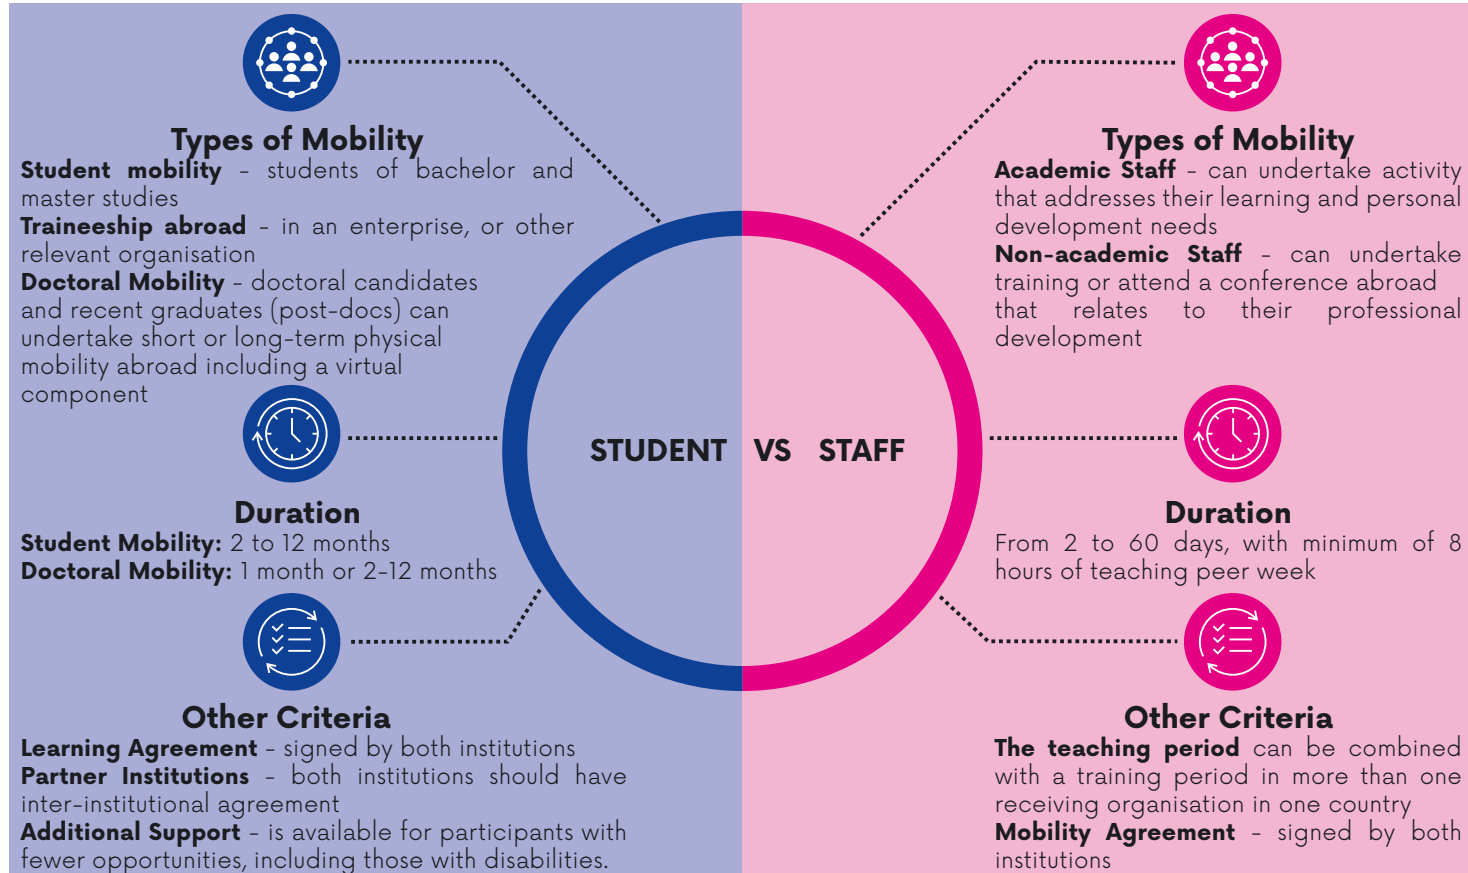 Types of Mobility
Student mobility - students of bachelor and
master studies
Traineeship abroad - in an enterprise, or other
relevant organisation
Doctoral Mobility - doctoral candidates
and recent graduates (post-docs) can
undertake short or long-term physical
mobility abroad including a virtual
component
Duration
Student Mobility: 2 to 12 months
Doctoral Mobility: 1 month or 2-12 months
Other Criteria
Learning Agreement - signed by both institutions
Partner Institutions - both institutions should have
inter-institutional agreement
Additional Support - is available for participants with
fewer opportunities, including those with disabilities.
STUDENT VS STAFF
Types of Mobility
Academic Staff - can undertake activity
that addresses their learning and personal
development needs
Non-academic Staff - can undertake
training or attend a conference abroad
that relates to their professional
development
Duration
From 2 to 60 days, with minimum of 8
hours of teaching peer week
Other Criteria
The teaching period can be combined
with a training period in more than one
receiving organisation in one country
Mobility Agreement - signed by both
institutions